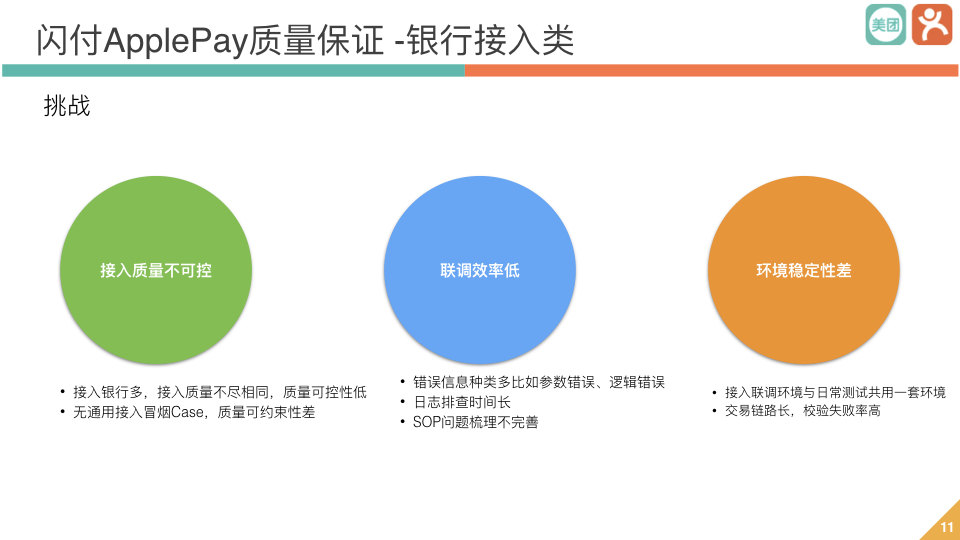 闪付ApplePay质量保证 -银行接入类
美团
挑战
接入质量不可控
联调效率低
环境稳定性差
• 接入银行多，接入质量不尽相同，质量可控性低
• 无通用接入冒烟Case，质量可约束性差
• 错误信息种类多比如参数错误、逻辑错误
• 日志排查时间长
• SOP问题梳理不完善
• 接入联调环境与日常测试共用一套环境
• 交易链路长，校验失败率高
11